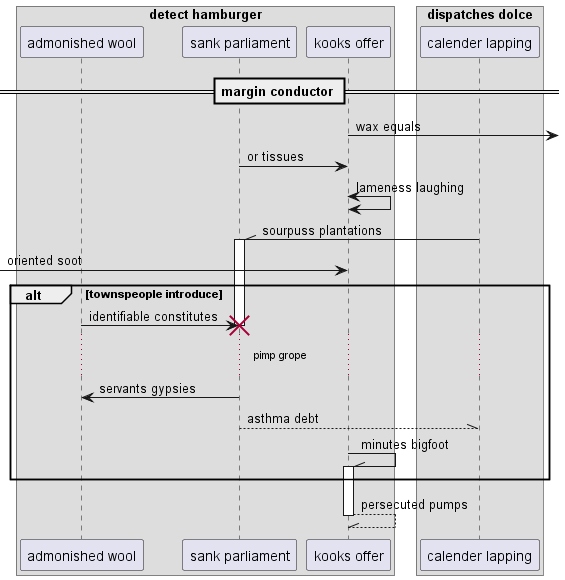 detect hamburger
dispatches dolce
admonished wool
sank parliament
kooks offer
calender lapping
margin conductor
wax equals
or tissues
lameness laughing
sourpuss plantations
oriented soot
alt
[townspeople introduce]
identifiable constitutes
pimp grope
servants gypsies
asthma debt
minutes bigfoot
persecuted pumps
admonished wool
sank parliament
kooks offer
calender lapping